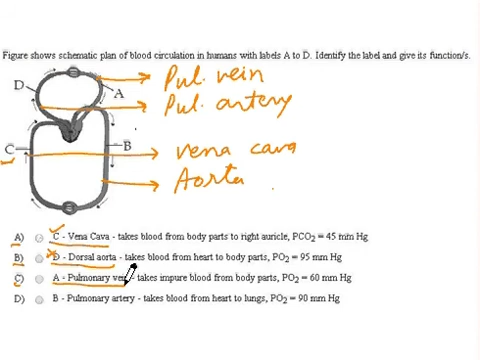 Figure shows schematic plan of blood circulation in humans with labels A to D. Identify the label and give its function/s.
Pul. vein
D
A
Pul. artery
C
B
Vena cava
Aorta
A) C - Vena Cava - takes blood from body parts to right auricle, PCO2 = 45 mm Hg
B) D - Dorsal aorta - takes blood from heart to body parts, PO2 = 95 mm Hg
C) A - Pulmonary vein - takes impure blood from body parts, PO2 = 60 mm Hg
D) B - Pulmonary artery - takes blood from heart to lungs, PO2 = 90 mm Hg